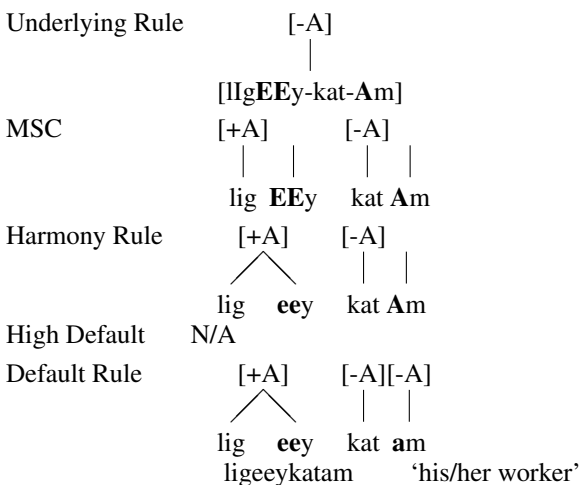 Underlying Rule [-A]
[lIgEEy-kat-Am]
MSC [+A] [-A]
lig EEy kat Am
Harmony Rule [+A] [-A]
lig eey kat Am
High Default N/A
Default Rule [+A] [-A][-A]
lig eey kat am
ligeeykatam 'his/her worker'